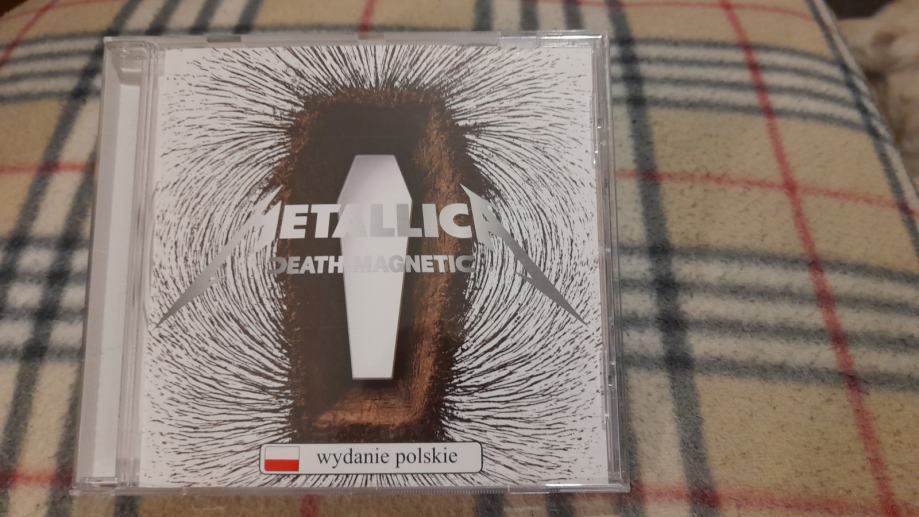 METALLICA
DEATH MAGNETIC
wydanie polskie